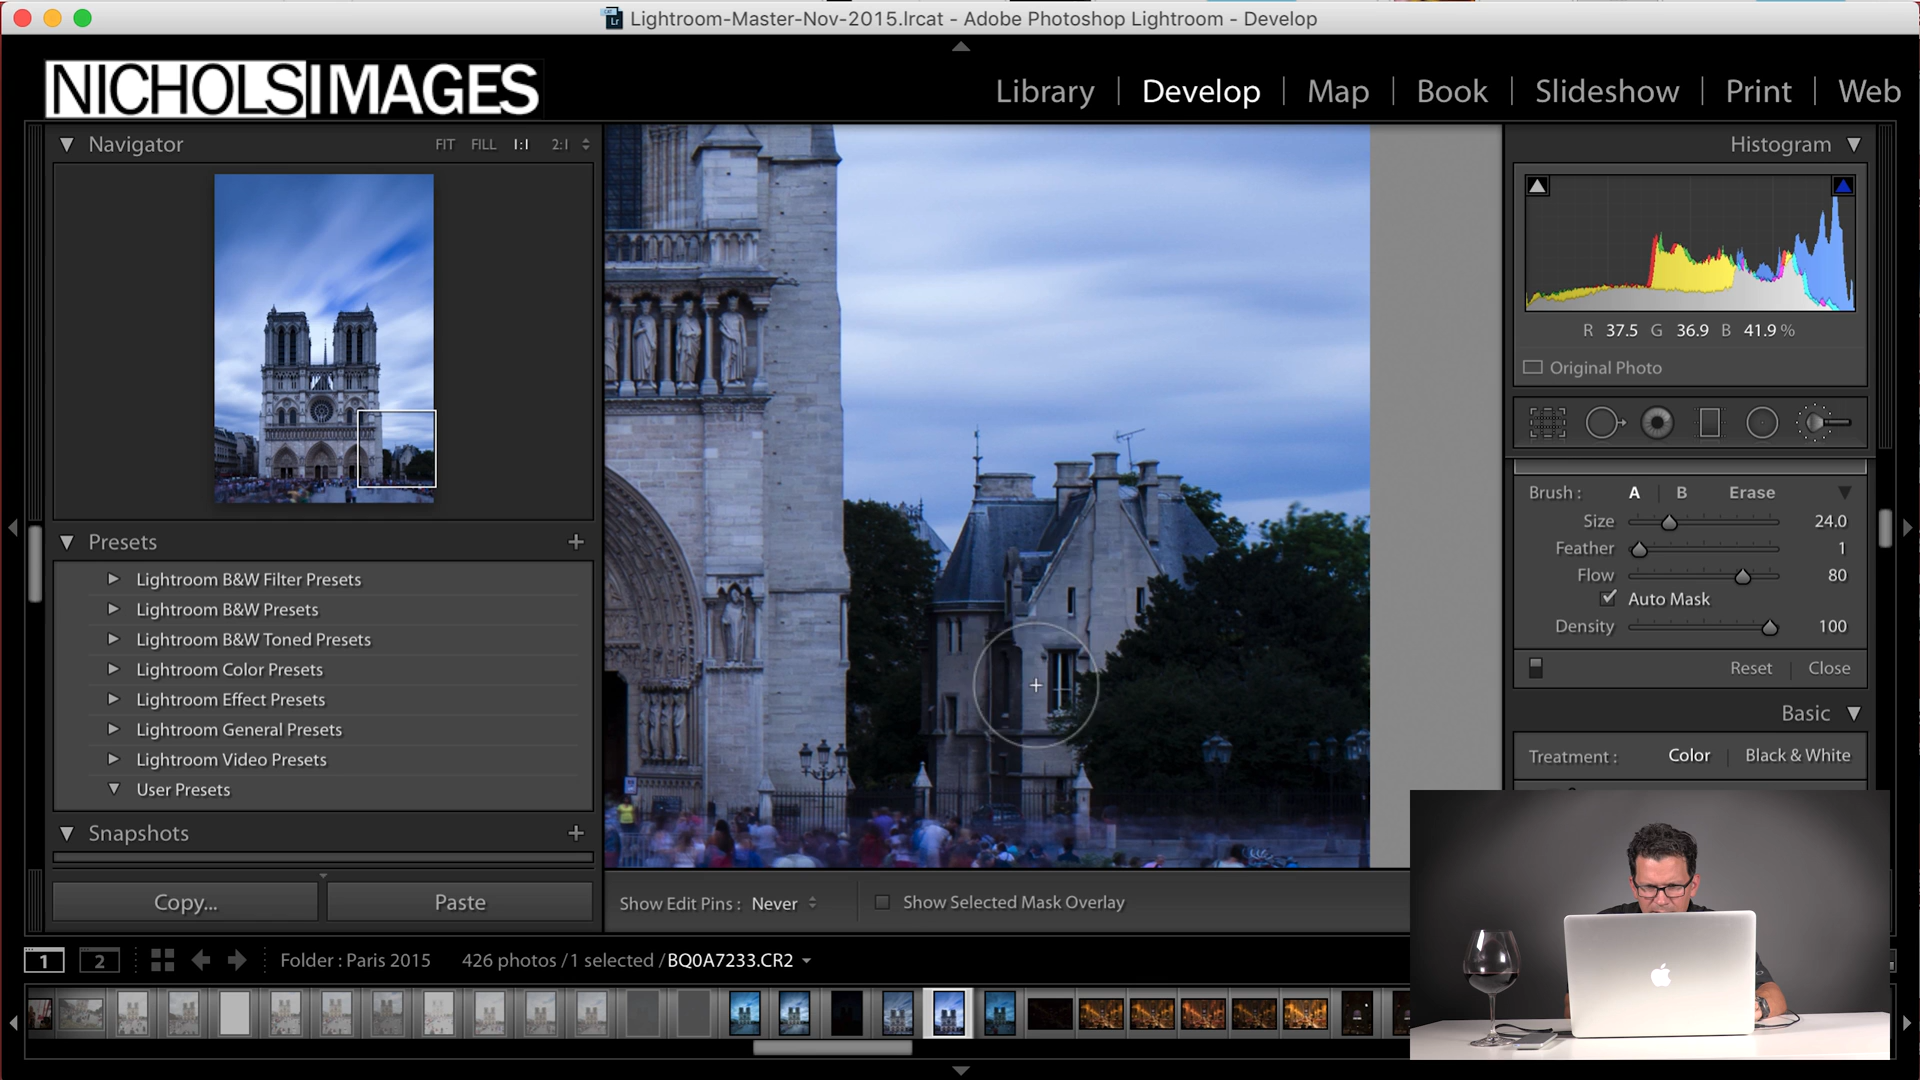 Lightroom-Master-Nov-2015.lrcat - Adobe Photoshop Lightroom - Develop
NICHOLSIMAGES
Library | Develop | Map | Book | Slideshow | Print | Web
Navigator FIT FILL 1:1 2:1
Histogram
R 37.5 G 36.9 B 41.9 %
Original Photo
Brush : A | B Erase
Size 24.0
Feather 1
Flow 80
Auto Mask
Density 100
Reset | Close
Basic
Treatment : Color | Black & White
Presets
Lightroom B&W Filter Presets
Lightroom B&W Presets
Lightroom B&W Toned Presets
Lightroom Color Presets
Lightroom Effect Presets
Lightroom General Presets
Lightroom Video Presets
User Presets
Snapshots
Copy... Paste
Show Edit Pins : Never Show Selected Mask Overlay
1 2 Folder : Paris 2015 426 photos / 1 selected / BQ0A7233.CR2